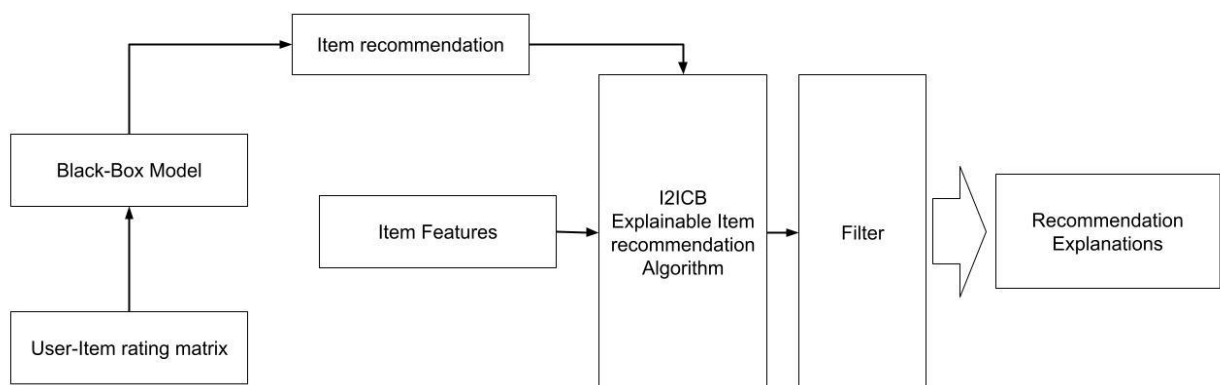 Item recommendation
Black-Box Model
Item Features
User-Item rating matrix
I2ICB
Explainable Item
recommendation
Algorithm
Filter
Recommendation
Explanations